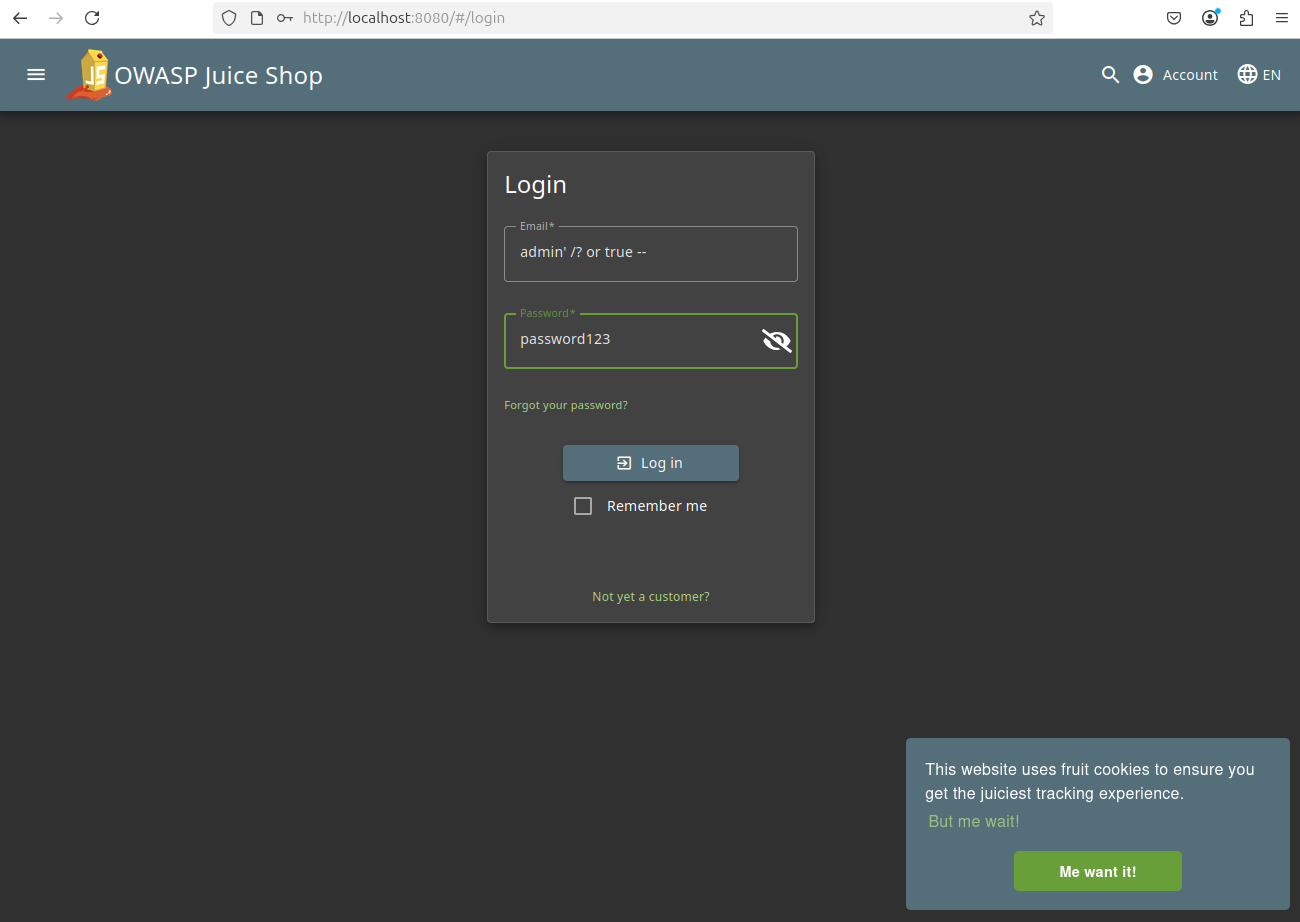 http://localhost:8080/#/login
OWASP Juice Shop
Account
EN
Login
Email*
admin' /? or true --
Password*
password123
Forgot your password?
Log in
Remember me
Not yet a customer?
This website uses fruit cookies to ensure you
get the juiciest tracking experience.
But me wait!
Me want it!